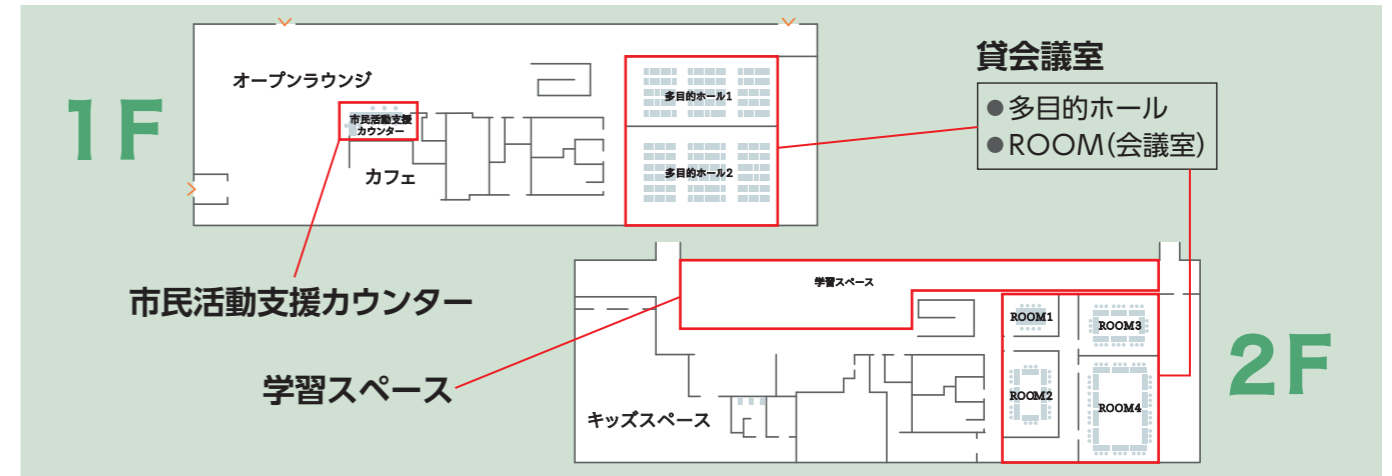 1F
オープンラウンジ
市民活動支援
カウンター
カフェ
多目的ホール1
多目的ホール2
貸会議室
●多目的ホール
●ROOM(会議室)
市民活動支援カウンター
学習スペース
2F
学習スペース
キッズスペース
ROOM1
ROOM2
ROOM3
ROOM4